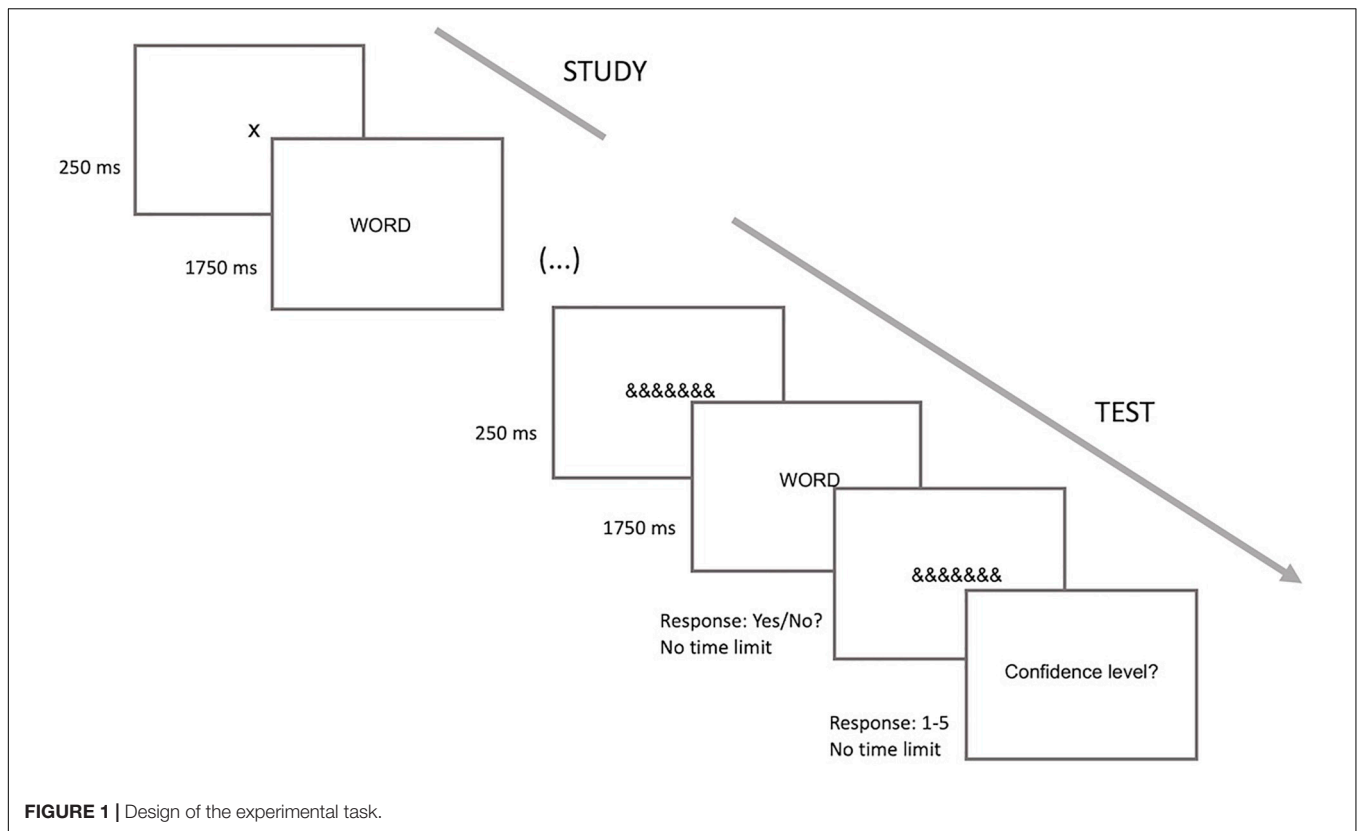 STUDY
x
250 ms
WORD
1750 ms
(...)
&&&&&&&
250 ms
TEST
WORD
1750 ms
&&&&&&&
Response: Yes/No?
No time limit
Confidence level?
Response: 1-5
No time limit
FIGURE 1 | Design of the experimental task.